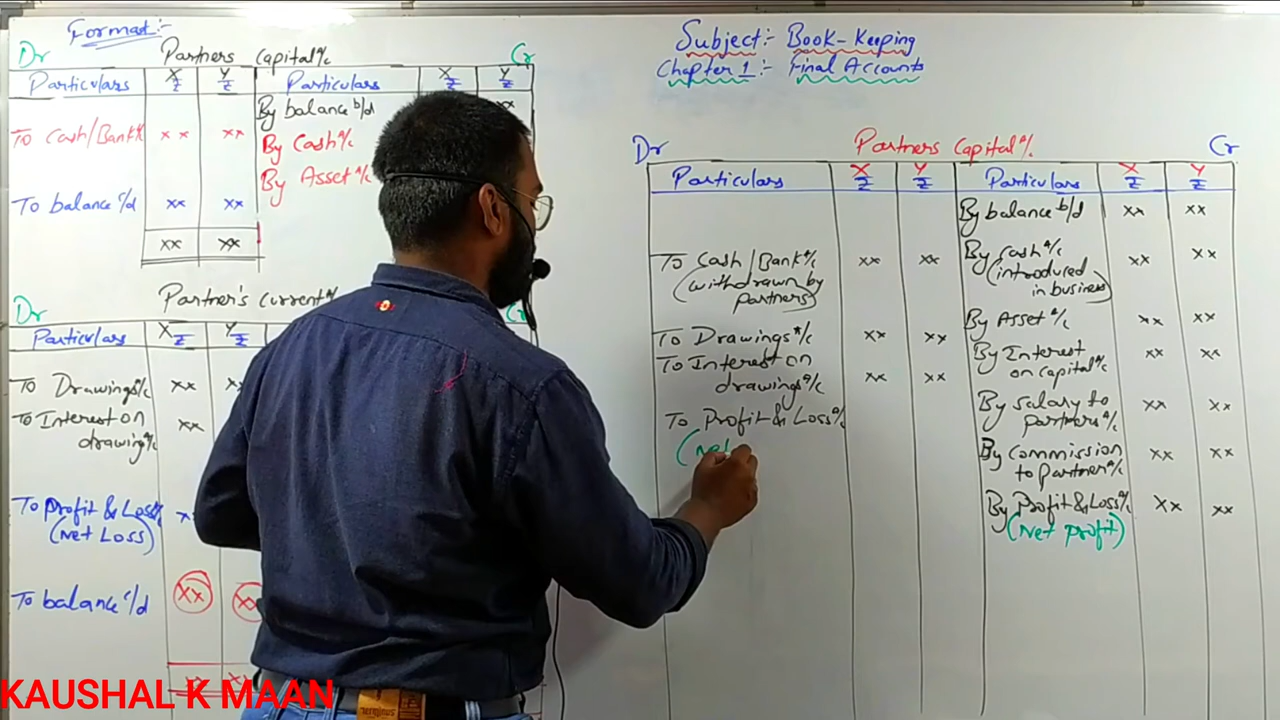 Format:-
Dr Partners Capital a/c Cr
Particulars X Y Particulars X Y
By balance b/d xx
To Cash/Bank a/c xx xx By Cash a/c
By Asset a/c
To balance c/d xx xx
xx xx
Dr Partner's current a/c Cr
Particulars X Y
To Drawings a/c xx
To Interest on
drawing a/c xx
To Profit & Loss a/c
(Net Loss)
To balance c/d xx xx
xx
Subject:- Book-Keeping
Chapter 1:- Final Accounts
Dr Partners Capital a/c Cr
Particulars X Y Particulars X Y
By balance b/d xx xx
To Cash/Bank a/c xx xx By Cash a/c xx xx
(withdrawn by (introduced
partners) in business)
To Drawings a/c xx xx By Asset a/c xx xx
To Interest on By Interest xx xx
drawings a/c xx xx on capital a/c
To Profit & Loss a/c By Salary to xx xx
partners a/c
(Net By Commission xx xx
to partner a/c
By Profit & Loss a/c xx xx
(Net profit)
KAUSHAL K MAAN